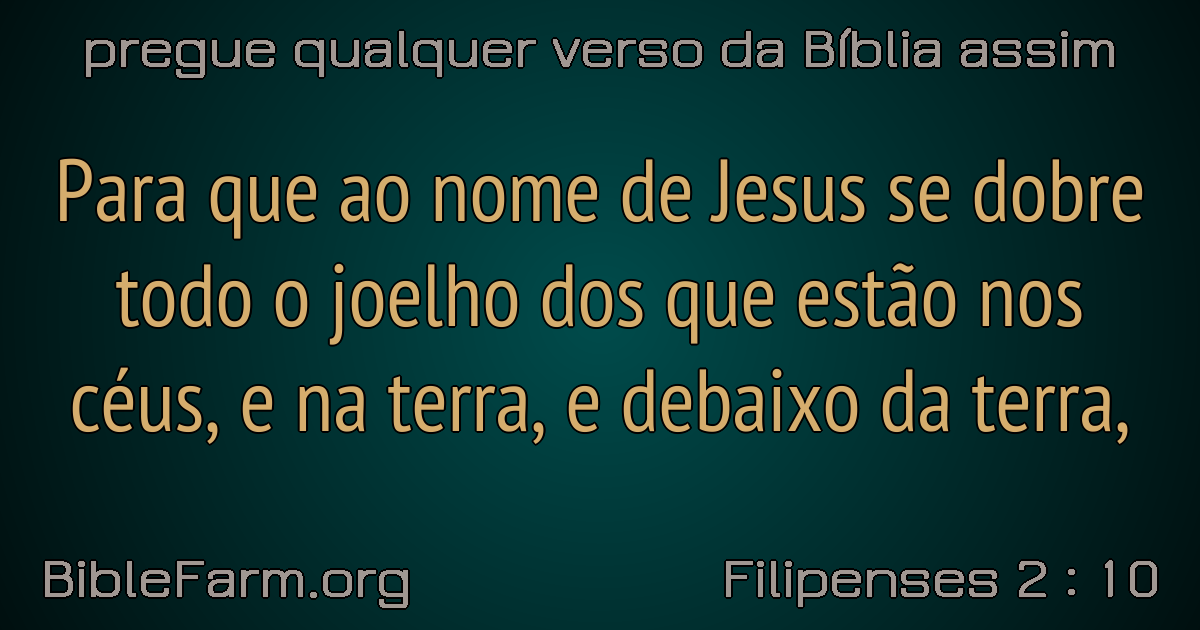 pregue qualquer verso da Bíblia assim
Para que ao nome de Jesus se dobre
todo o joelho dos que estão nos
céus, e na terra, e debaixo da terra,
BibleFarm.org
Filipenses 2 : 10